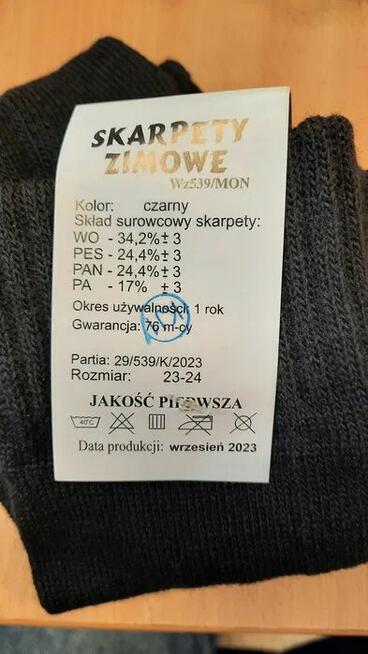 SKARPETY
ZIMOWE
Wz539/MON
Kolor: czarny
Skład surowcowy skarpety:
WO - 34,2%± 3
PES - 24,4%± 3
PAN - 24,4%± 3
PA - 17% ± 3
Okres używalności: 1 rok
Gwarancja: 76 m-cy
Partia: 29/539/K/2023
Rozmiar: 23-24
JAKOŚĆ PIERWSZA
40°C
Data produkcji: wrzesień 2023